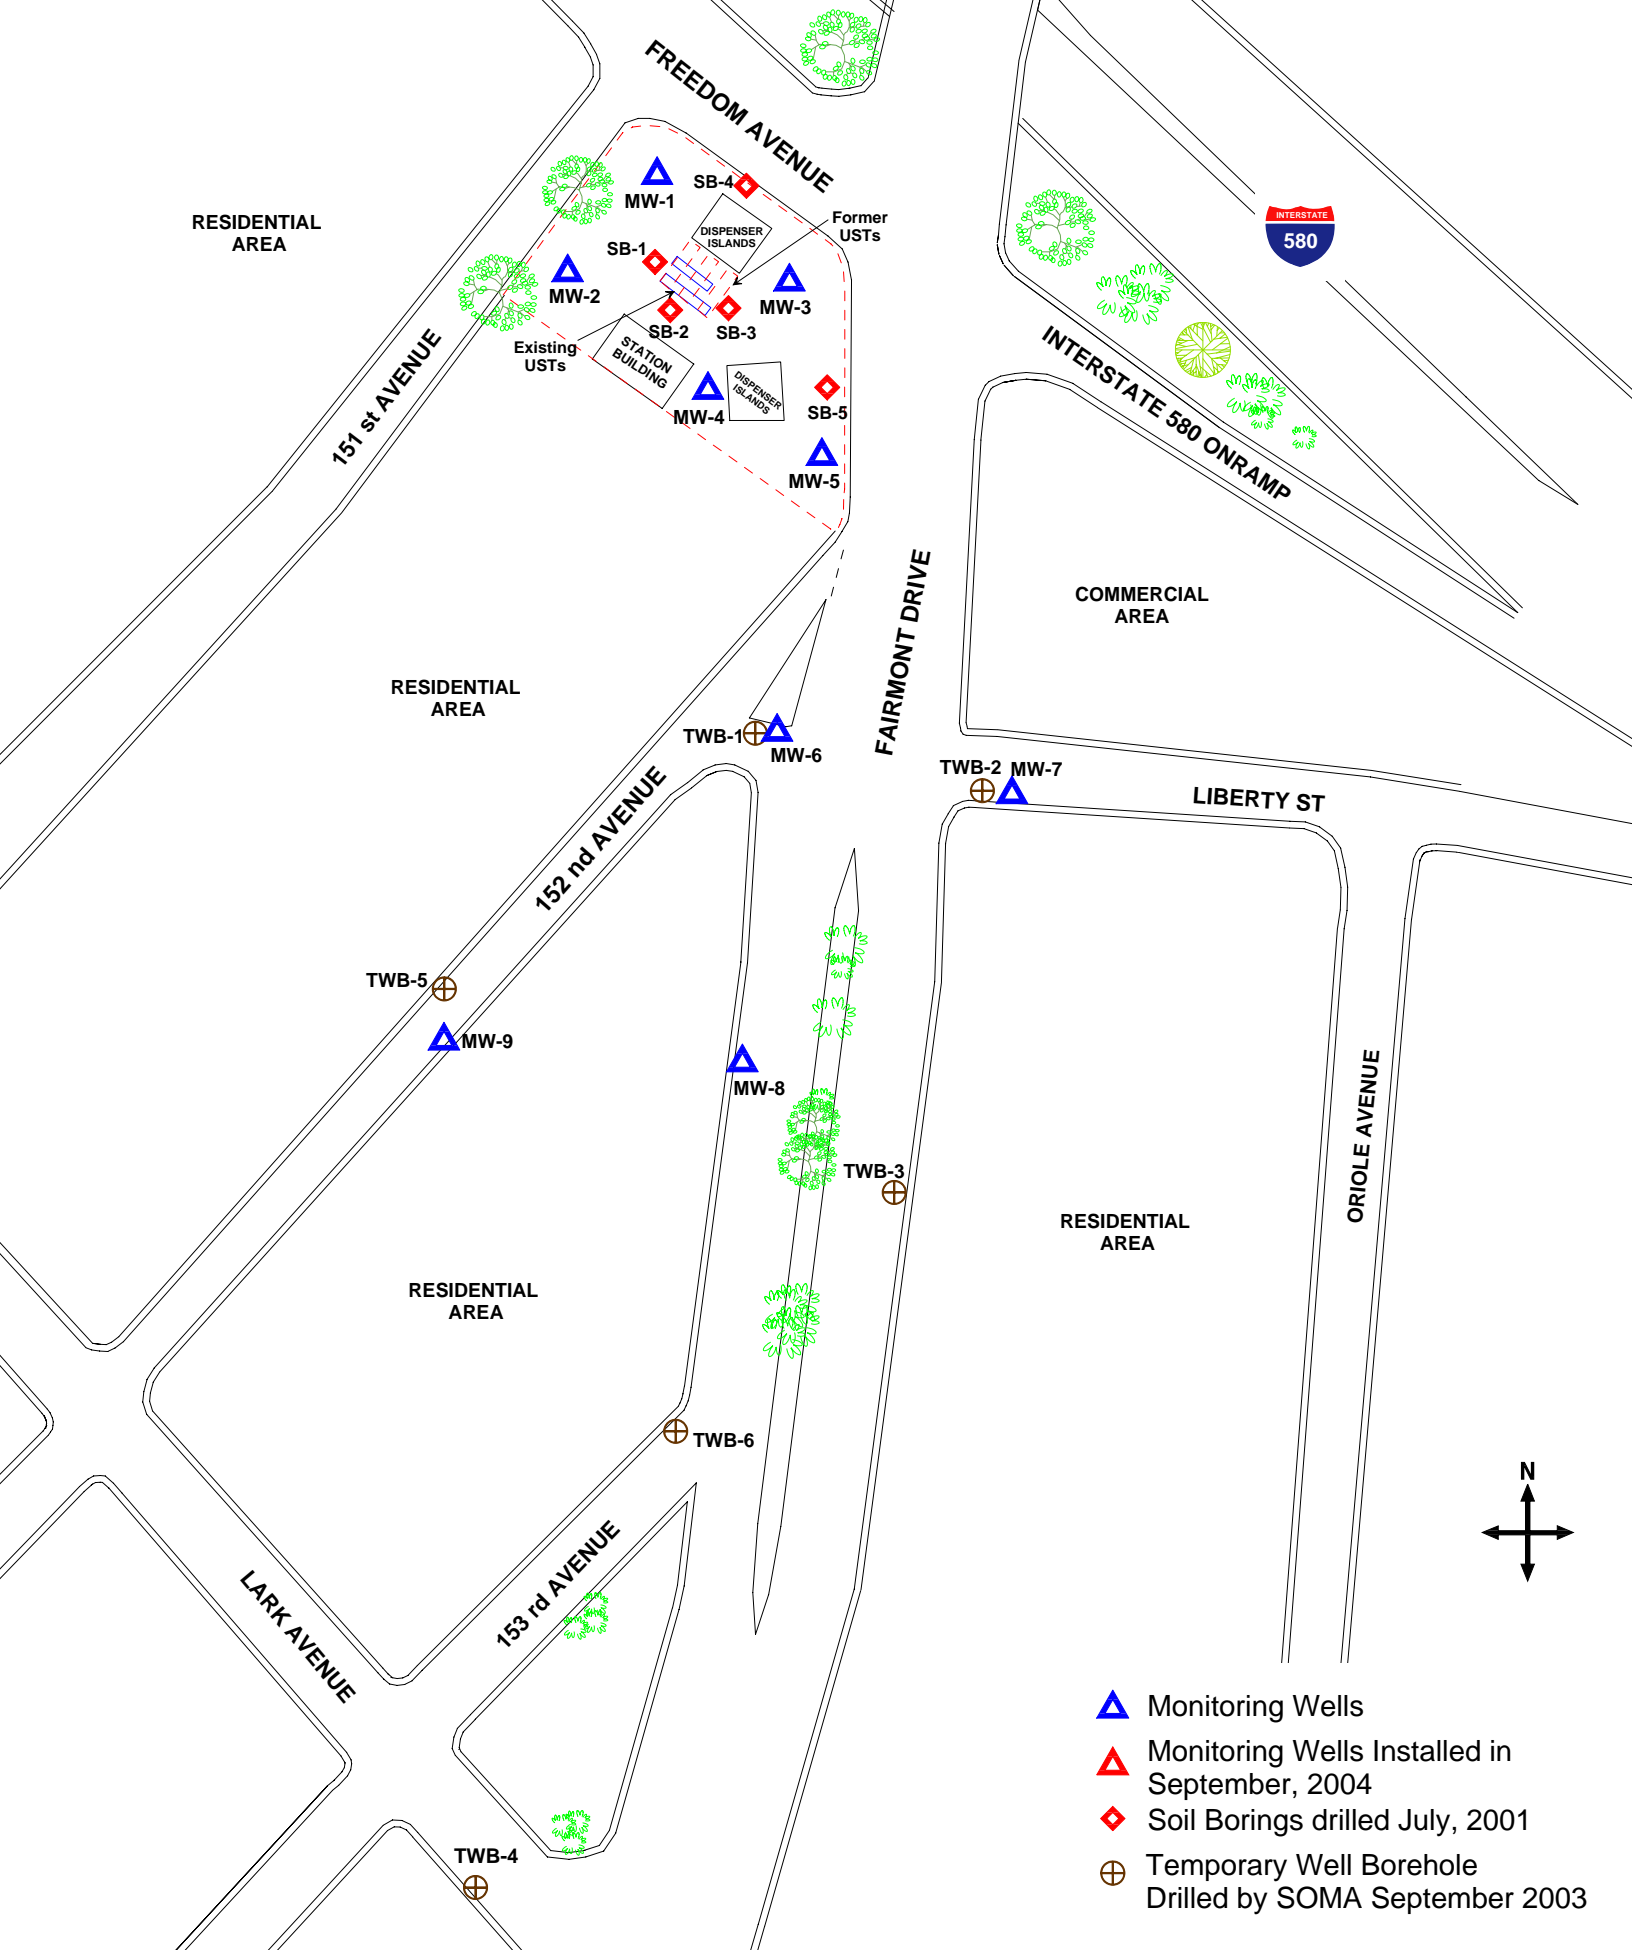 FREEDOM AVENUE
RESIDENTIAL
AREA
SB-4
MW-1
Former
USTs
DISPENSER
ISLANDS
INTERSTATE
580
SB-1
MW-2
MW-3
SB-2
SB-3
Existing
USTs
STATION
BUILDING
151 st AVENUE
DISPENSER
ISLANDS
MW-4
SB-5
MW-5
INTERSTATE 580 ONRAMP
COMMERCIAL
AREA
FAIRMONT DRIVE
RESIDENTIAL
AREA
TWB-1
MW-6
TWB-2
MW-7
LIBERTY ST
152 nd AVENUE
TWB-5
MW-9
MW-8
ORIOLE AVENUE
TWB-3
RESIDENTIAL
AREA
RESIDENTIAL
AREA
TWB-6
N
153 rd AVENUE
LARK AVENUE
TWB-4
Monitoring Wells
Monitoring Wells Installed in
September, 2004
Soil Borings drilled July, 2001
Temporary Well Borehole
Drilled by SOMA September 2003